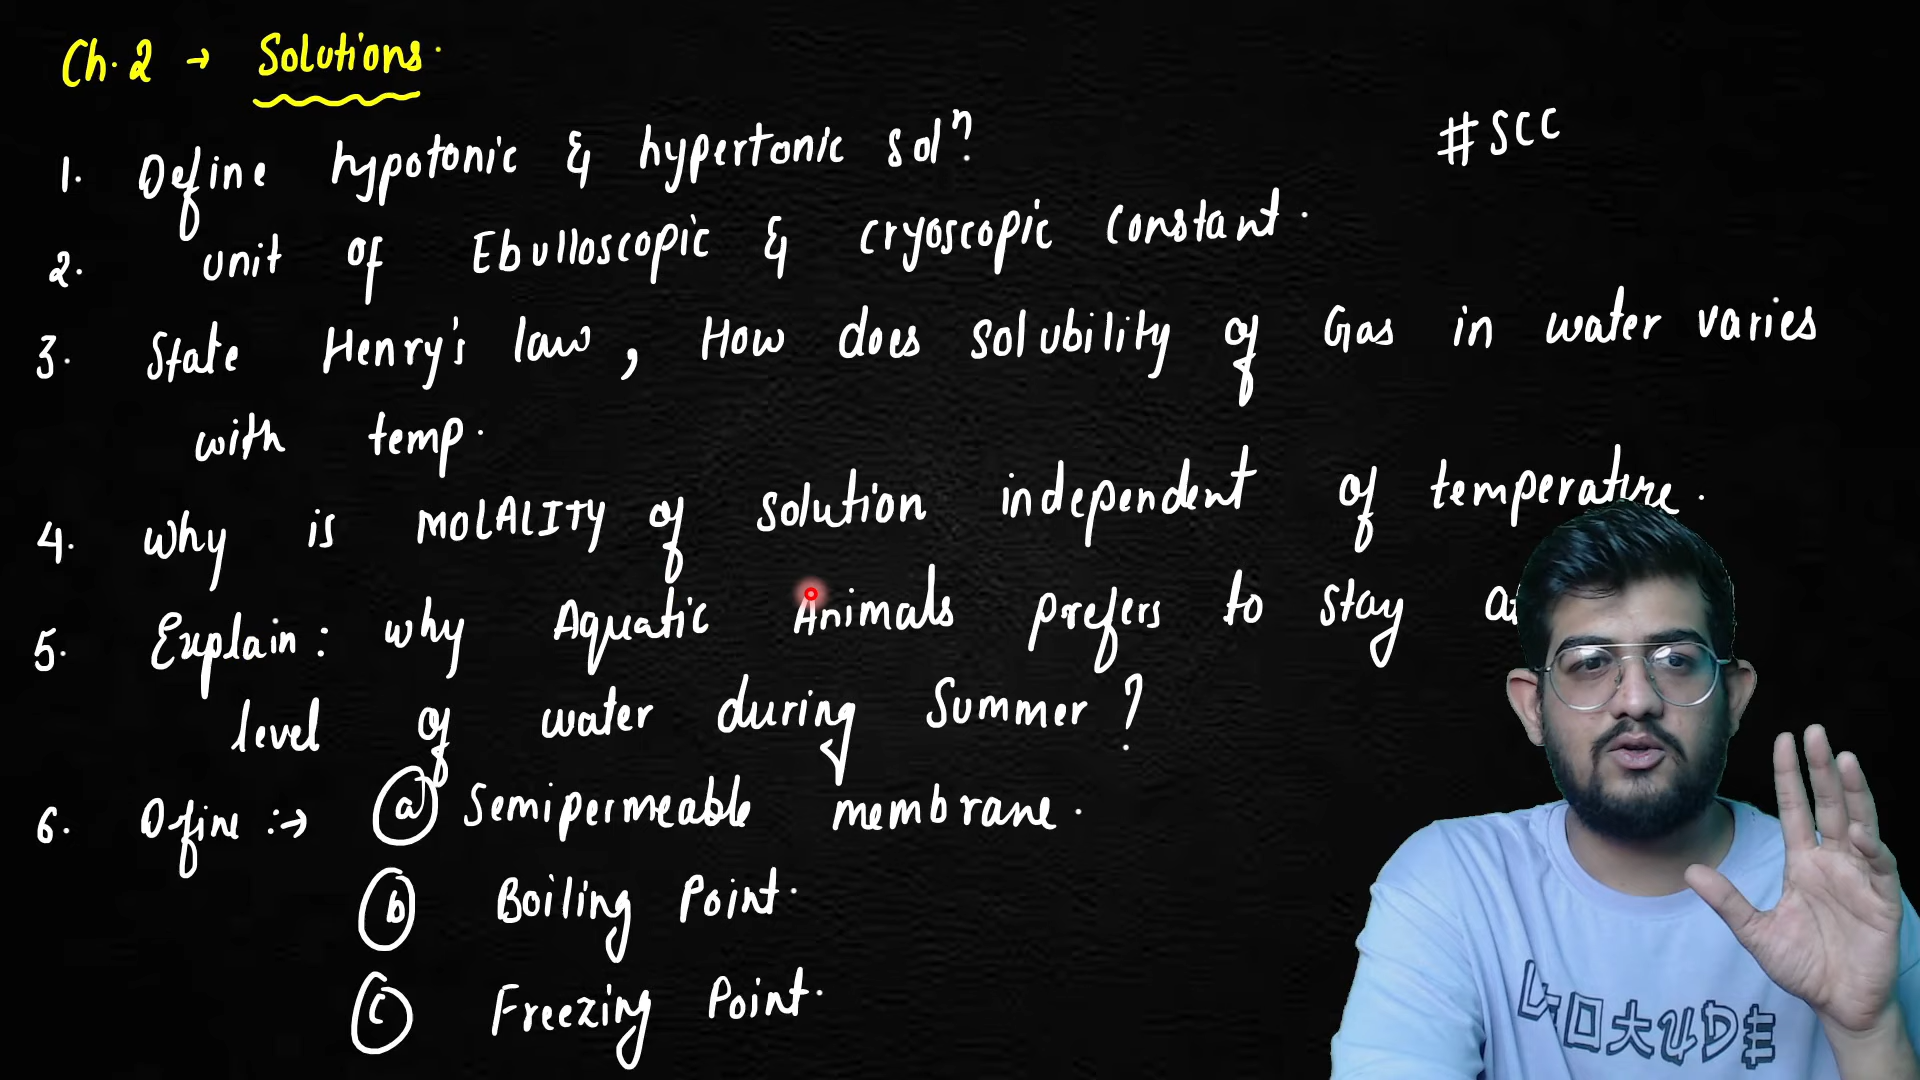 Ch.2 → Solutions.
#SCC
1. Define hypotonic & hypertonic solⁿ?
2. unit of Ebulloscopic & cryoscopic constant.
3. State Henry's law, How does solubility of Gas in water varies
with temp.
4. Why is MOLALITY of solution independent of temperature.
5. Explain: why Aquatic Animals prefers to stay at
level of water during Summer?
6. Define :→ (a) Semipermeable membrane.
(b) Boiling Point.
(c) Freezing Point.